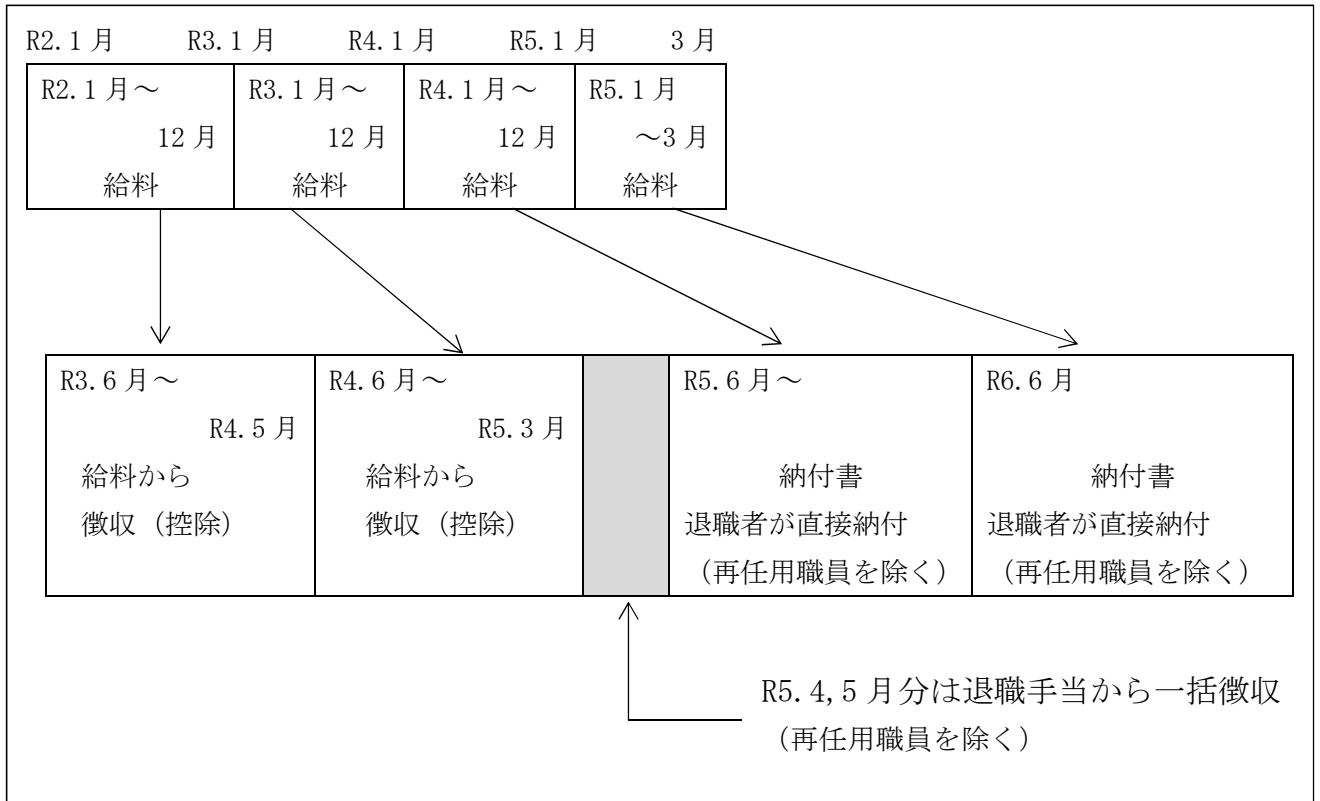 R2.1月 R3.1月 R4.1月 R5.1月 3月
R2.1月～
12月
給料
R3.1月～
12月
給料
R4.1月～
12月
給料
R5.1月
～3月
給料
R3.6月～
R4.5月
給料から
徴収（控除）
R4.6月～
R5.3月
給料から
徴収（控除）
R5.6月～
納付書
退職者が直接納付
（再任用職員を除く）
R6.6月
納付書
退職者が直接納付
（再任用職員を除く）
R5.4,5月分は退職手当から一括徴収
（再任用職員を除く）